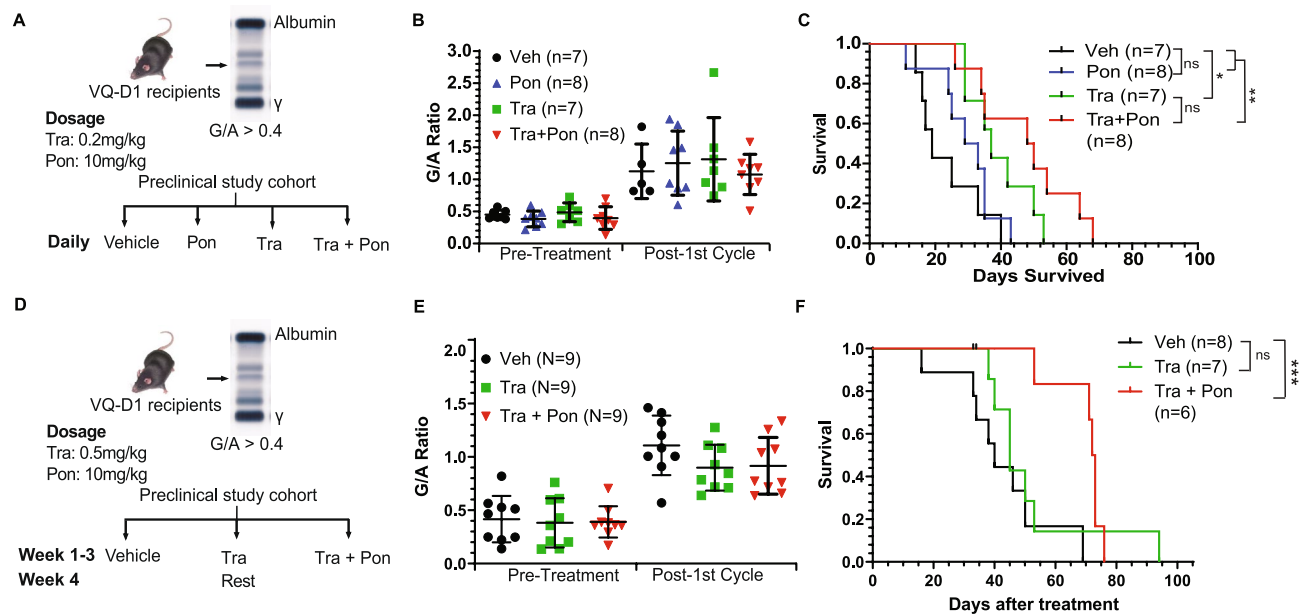 A
Albumin
VQ-D1 recipients
γ
Dosage
G/A > 0.4
Tra: 0.2mg/kg
Pon: 10mg/kg
Preclinical study cohort
Daily Vehicle Pon Tra Tra + Pon
B
G/A Ratio
3.0
2.5
2.0
1.5
1.0
0.5
0.0
Veh (n=7)
Pon (n=8)
Tra (n=7)
Tra+Pon (n=8)
Pre-Treatment Post-1st Cycle
C
Survival
1.0
0.8
0.6
0.4
0.2
0.0
0 20 40 60 80 100
Days Survived
Veh (n=7)
Pon (n=8)
Tra (n=7)
Tra+Pon
(n=8)
ns
ns
*
**
D
Albumin
VQ-D1 recipients
γ
G/A > 0.4
Dosage
Tra: 0.5mg/kg
Pon: 10mg/kg
Preclinical study cohort
Week 1-3 Vehicle Tra Tra + Pon
Week 4 Rest
E
G/A Ratio
2.0
1.5
1.0
0.5
0.0
Veh (N=9)
Tra (N=9)
Tra + Pon (N=9)
Pre-Treatment Post-1st Cycle
F
Survival
1.0
0.8
0.6
0.4
0.2
0.0
0 20 40 60 80 100
Days after treatment
Veh (n=8)
Tra (n=7)
Tra + Pon
(n=6)
ns
***